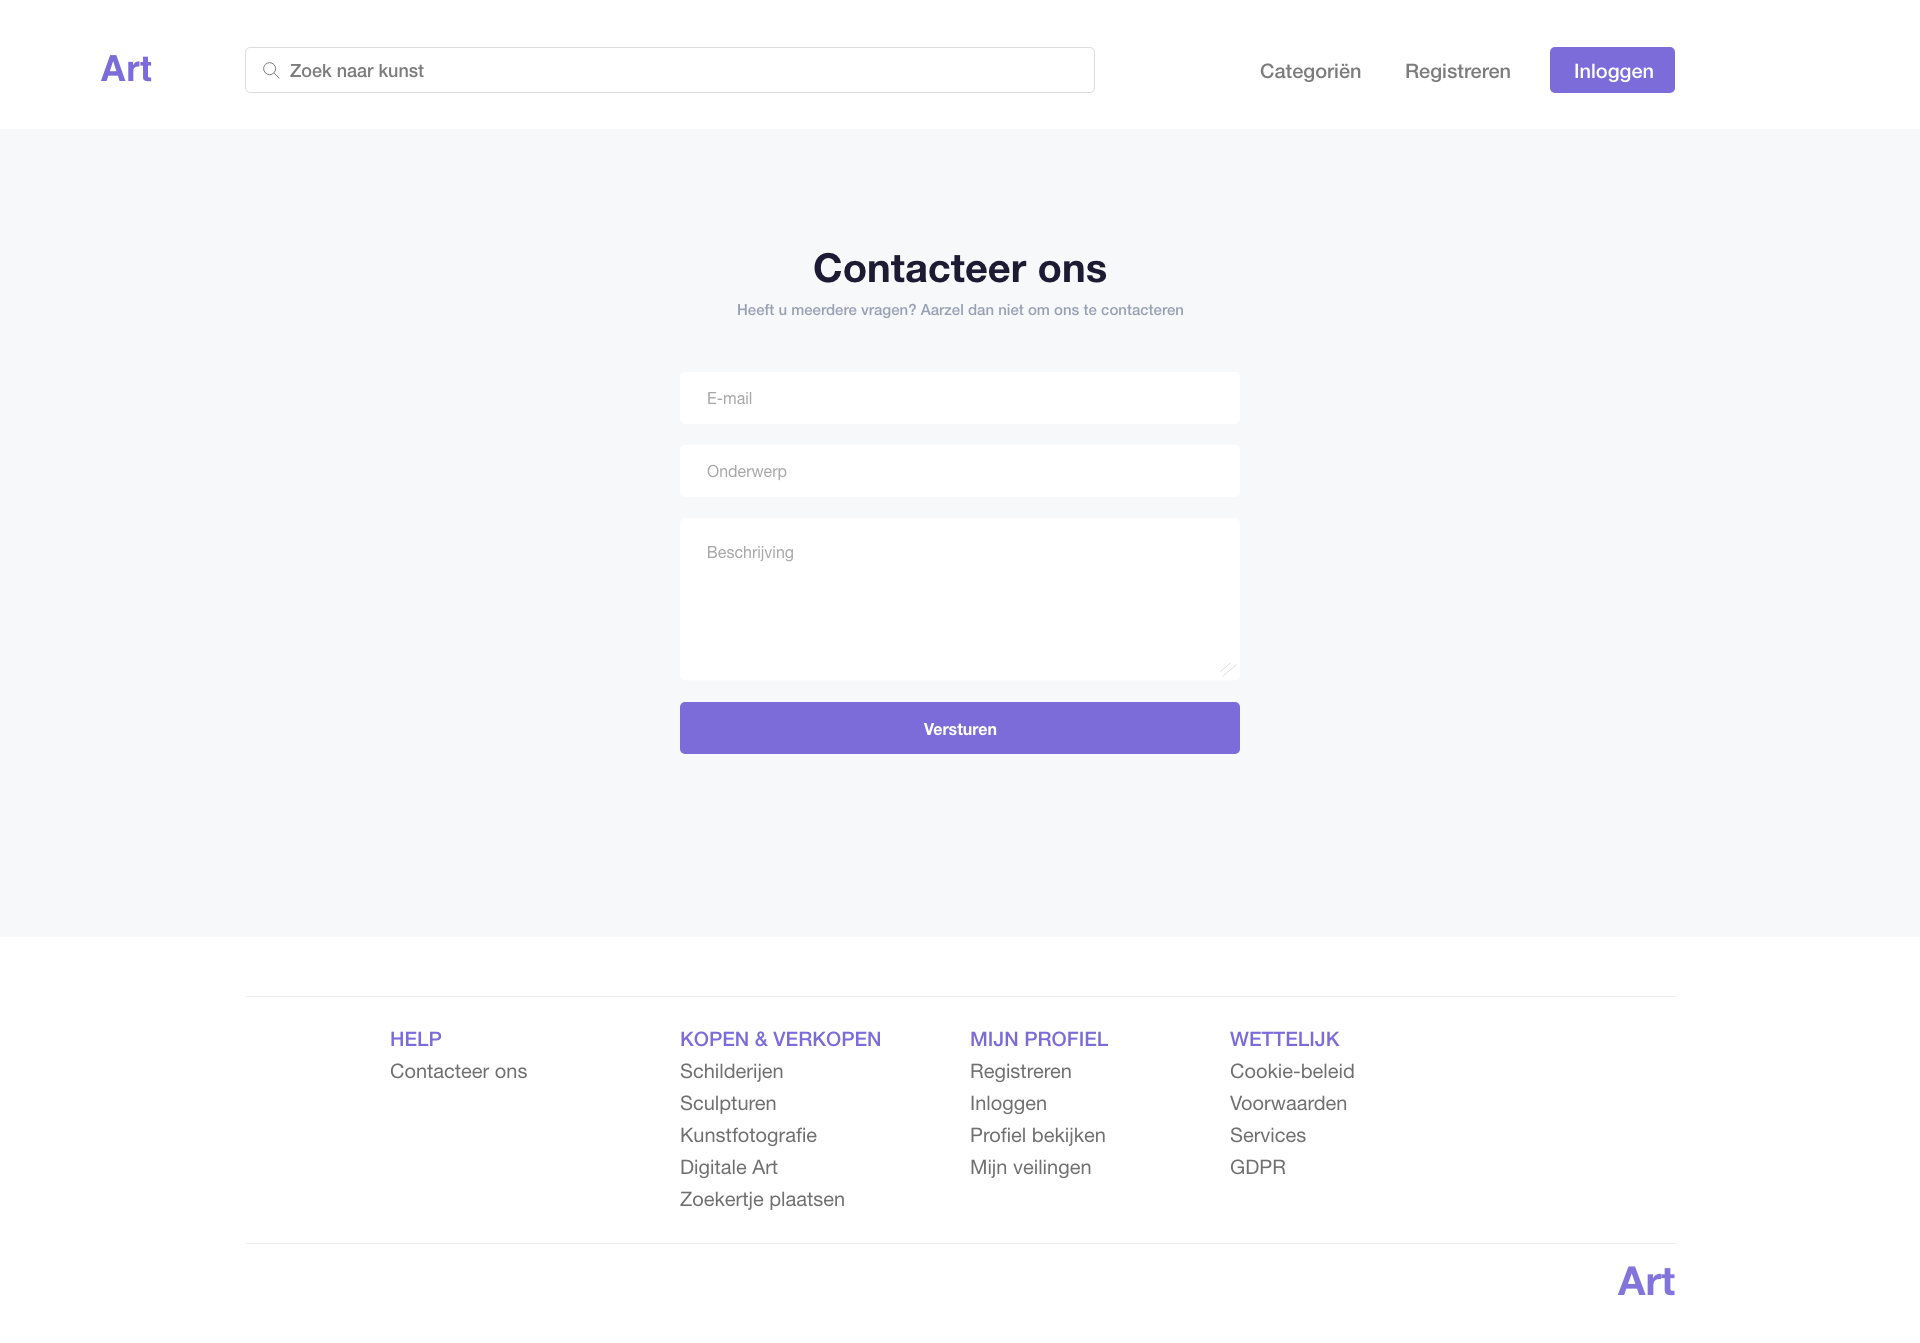 Art
Zoek naar kunst
Categoriën
Registreren
Inloggen
Contacteer ons
Heeft u meerdere vragen? Aarzel dan niet om ons te contacteren
E-mail
Onderwerp
Beschrijving
Versturen
HELP
Contacteer ons
KOPEN & VERKOPEN
Schilderijen
Sculpturen
Kunstfotografie
Digitale Art
Zoekertje plaatsen
MIJN PROFIEL
Registreren
Inloggen
Profiel bekijken
Mijn veilingen
WETTELIJK
Cookie-beleid
Voorwaarden
Services
GDPR
Art